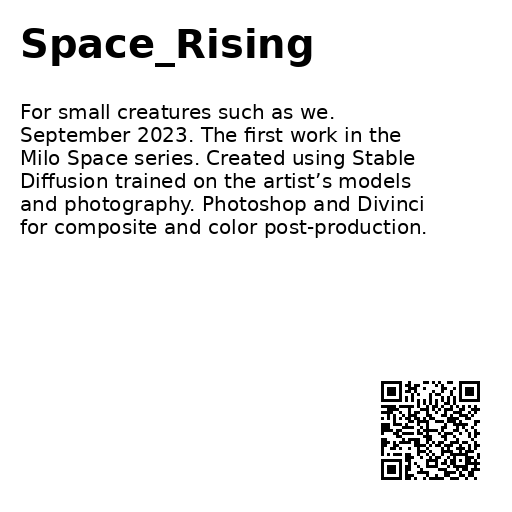 Space_Rising
For small creatures such as we.
September 2023. The first work in the
Milo Space series. Created using Stable
Diffusion trained on the artist’s models
and photography. Photoshop and Divinci
for composite and color post-production.